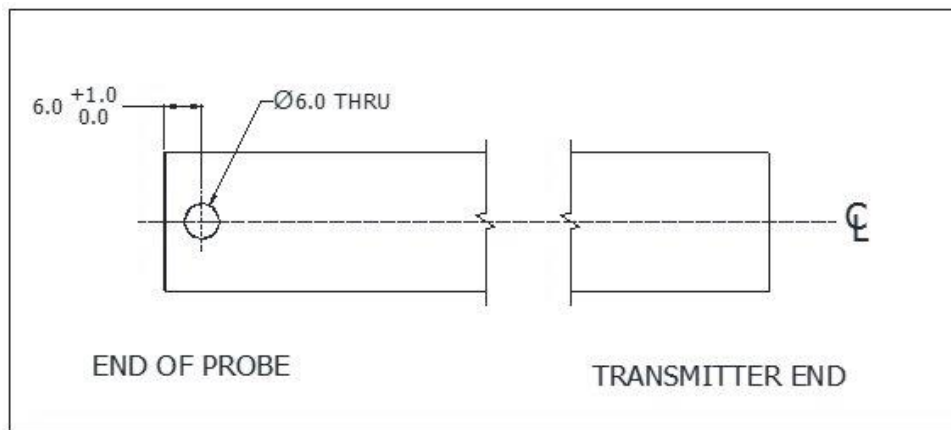 6.0 +1.0
0.0
Ø6.0 THRU
℄
END OF PROBE
TRANSMITTER END